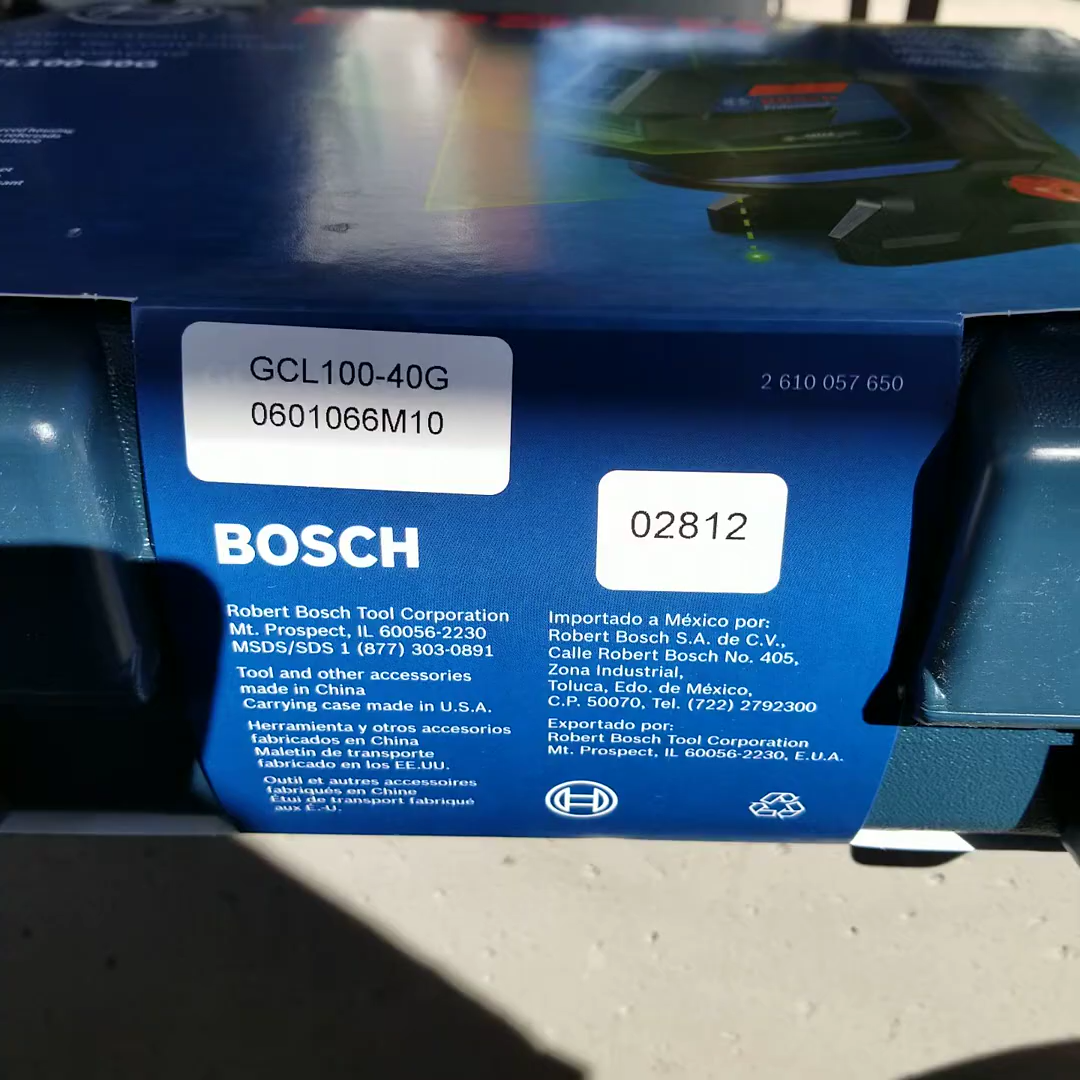 GCL100-40G
0601066M10
2 610 057 650
02812
BOSCH
Robert Bosch Tool Corporation
Mt. Prospect, IL 60056-2230
MSDS/SDS 1 (877) 303-0891
Tool and other accessories
made in China
Carrying case made in U.S.A.
Herramienta y otros accesorios
fabricados en China
Maletín de transporte
fabricado en los EE.UU.
Outil et autres accessoires
fabriqués en Chine
Étui de transport fabriqué
aux É.-U.
Importado a México por:
Robert Bosch S.A. de C.V.,
Calle Robert Bosch No. 405,
Zona Industrial,
Toluca, Edo. de México,
C.P. 50070, Tel. (722) 2792300
Exportado por:
Robert Bosch Tool Corporation
Mt. Prospect, IL 60056-2230, E.U.A.